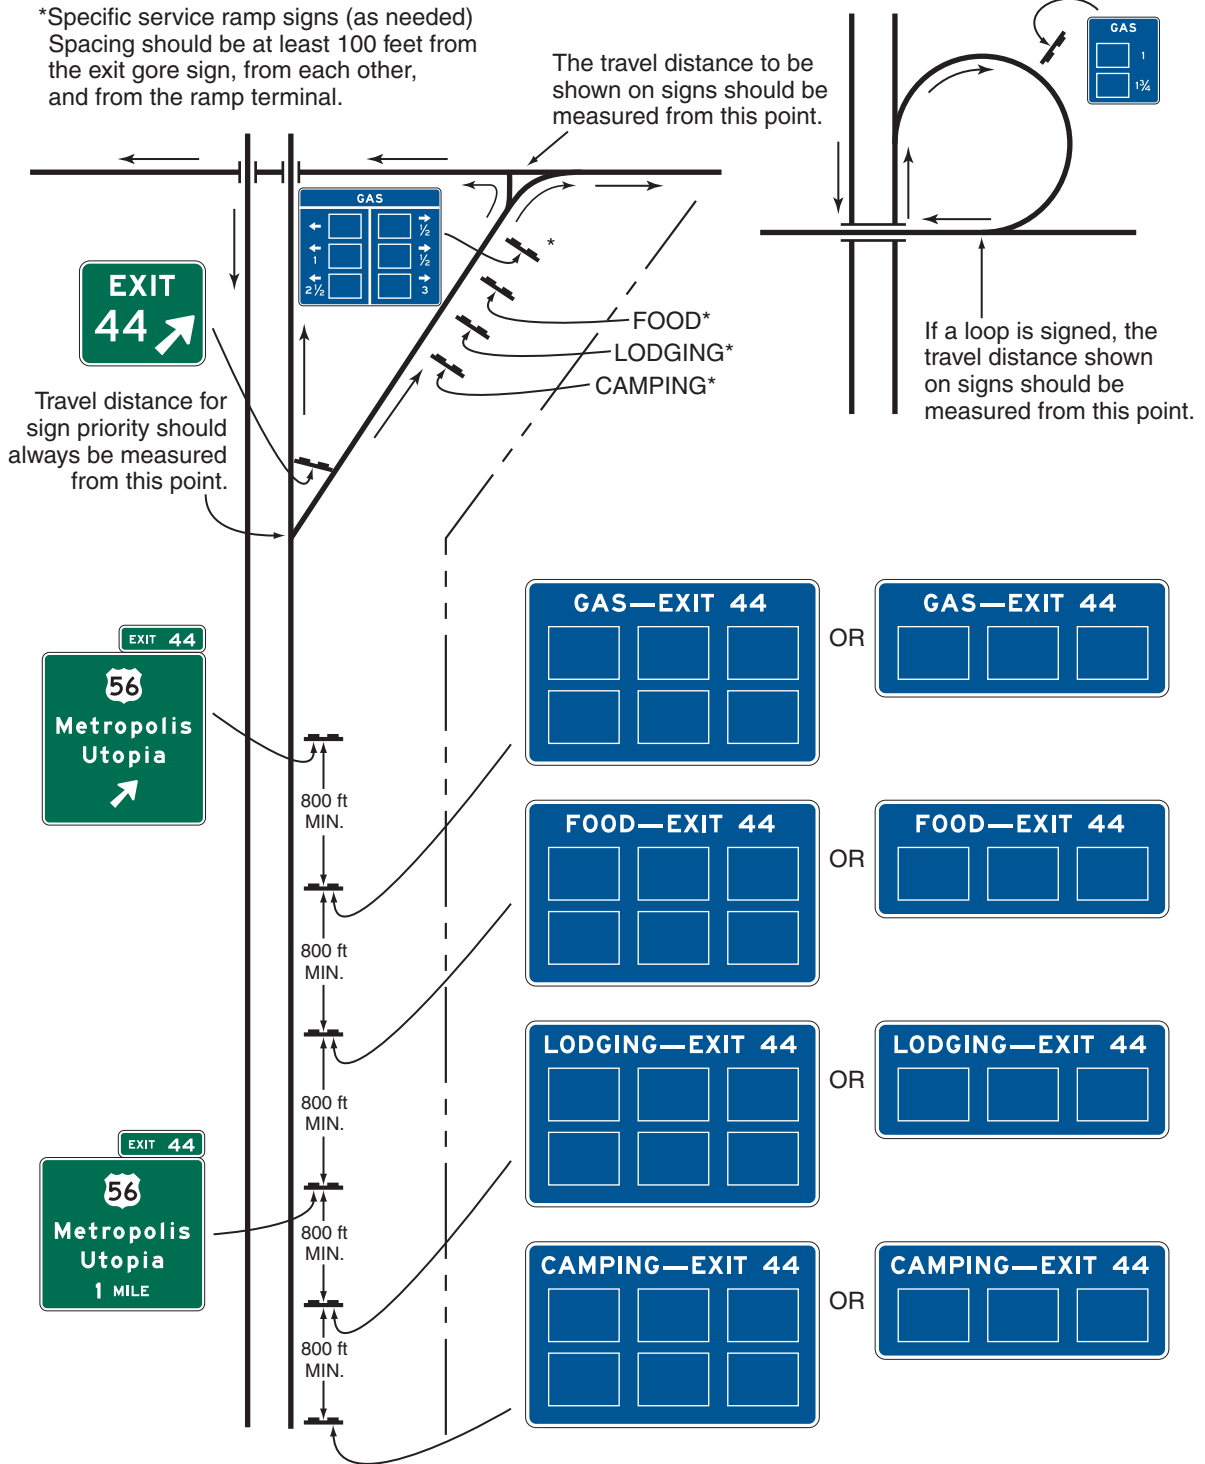 *Specific service ramp signs (as needed)
Spacing should be at least 100 feet from
the exit gore sign, from each other,
and from the ramp terminal.
The travel distance to be
shown on signs should be
measured from this point.
GAS
1
1¾
GAS
½
1
½
2½
3
*
EXIT
44
FOOD*
LODGING*
CAMPING*
If a loop is signed, the
travel distance shown
on signs should be
measured from this point.
Travel distance for
sign priority should
always be measured
from this point.
EXIT 44
56
Metropolis
Utopia
800 ft
MIN.
GAS—EXIT 44
OR
GAS—EXIT 44
800 ft
MIN.
FOOD—EXIT 44
OR
FOOD—EXIT 44
800 ft
MIN.
LODGING—EXIT 44
OR
LODGING—EXIT 44
EXIT 44
56
Metropolis
Utopia
1 MILE
800 ft
MIN.
800 ft
MIN.
CAMPING—EXIT 44
OR
CAMPING—EXIT 44